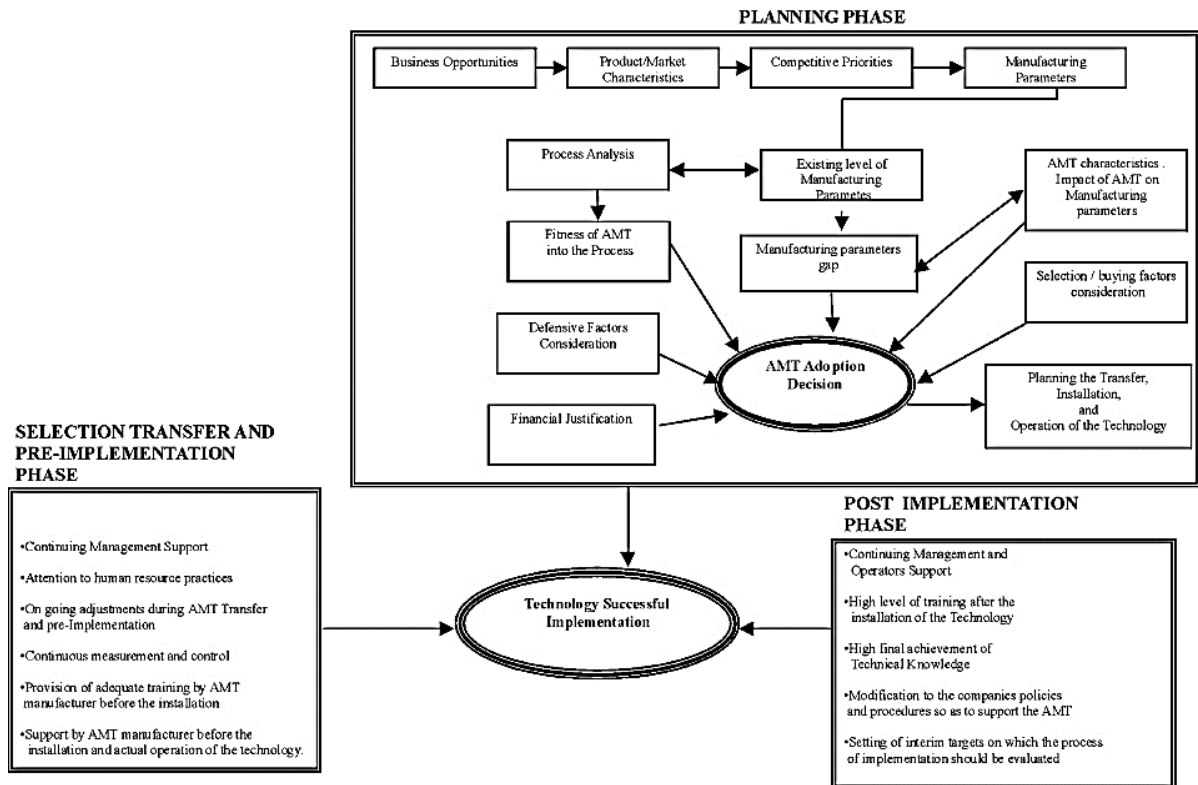 PLANNING PHASE
Business Opportunities
Product/Market
Characteristics
Competitive Priorities
Manufacturing
Parameters
Process Analysis
Existing level of
Manufacturing
Parametes
AMT characteristics .
Impact of AMT on
Manufacturing
parameters
Fitness of AMT
into the Process
Manufacturing parameters
gap
Selection / buying factors
consideration
Defensive Factors
Consideration
AMT Adoption
Decision
Planning the Transfer,
Installation,
and
Operation of the Technology
Financial Justification
SELECTION TRANSFER AND
PRE-IMPLEMENTATION
PHASE
•Continuing Management Support
•Attention to human resource practices
•On going adjustments during AMT Transfer
and pre-Implementation
•Continuous measurement and control
•Provision of adequate training by AMT
manufacturer before the installation
•Support by AMT manufacturer before the
installation and actual operation of the technology.
Technology Successful
Implementation
POST IMPLEMENTATION
PHASE
•Continuing Management and
Operators Support
•High level of training after the
installation of the Technology
•High final achievement of
Technical Knowledge
•Modification to the companies policies
and procedures so as to support the AMT
•Setting of interim targets on which the process
of implementation should be evaluated